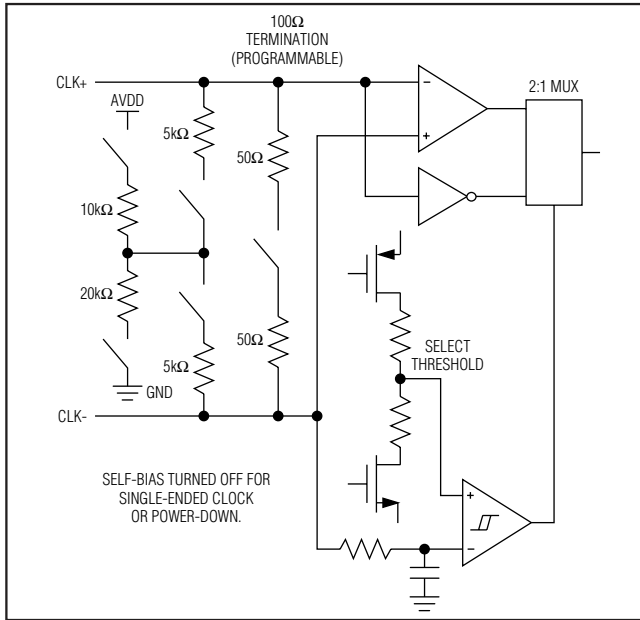 100Ω
TERMINATION
(PROGRAMMABLE)
2:1 MUX
CLK+
AVDD
5kΩ
50Ω
10kΩ
20kΩ
50Ω
5kΩ
GND
CLK-
SELECT
THRESHOLD
SELF-BIAS TURNED OFF FOR
SINGLE-ENDED CLOCK
OR POWER-DOWN.
−
+
+
−